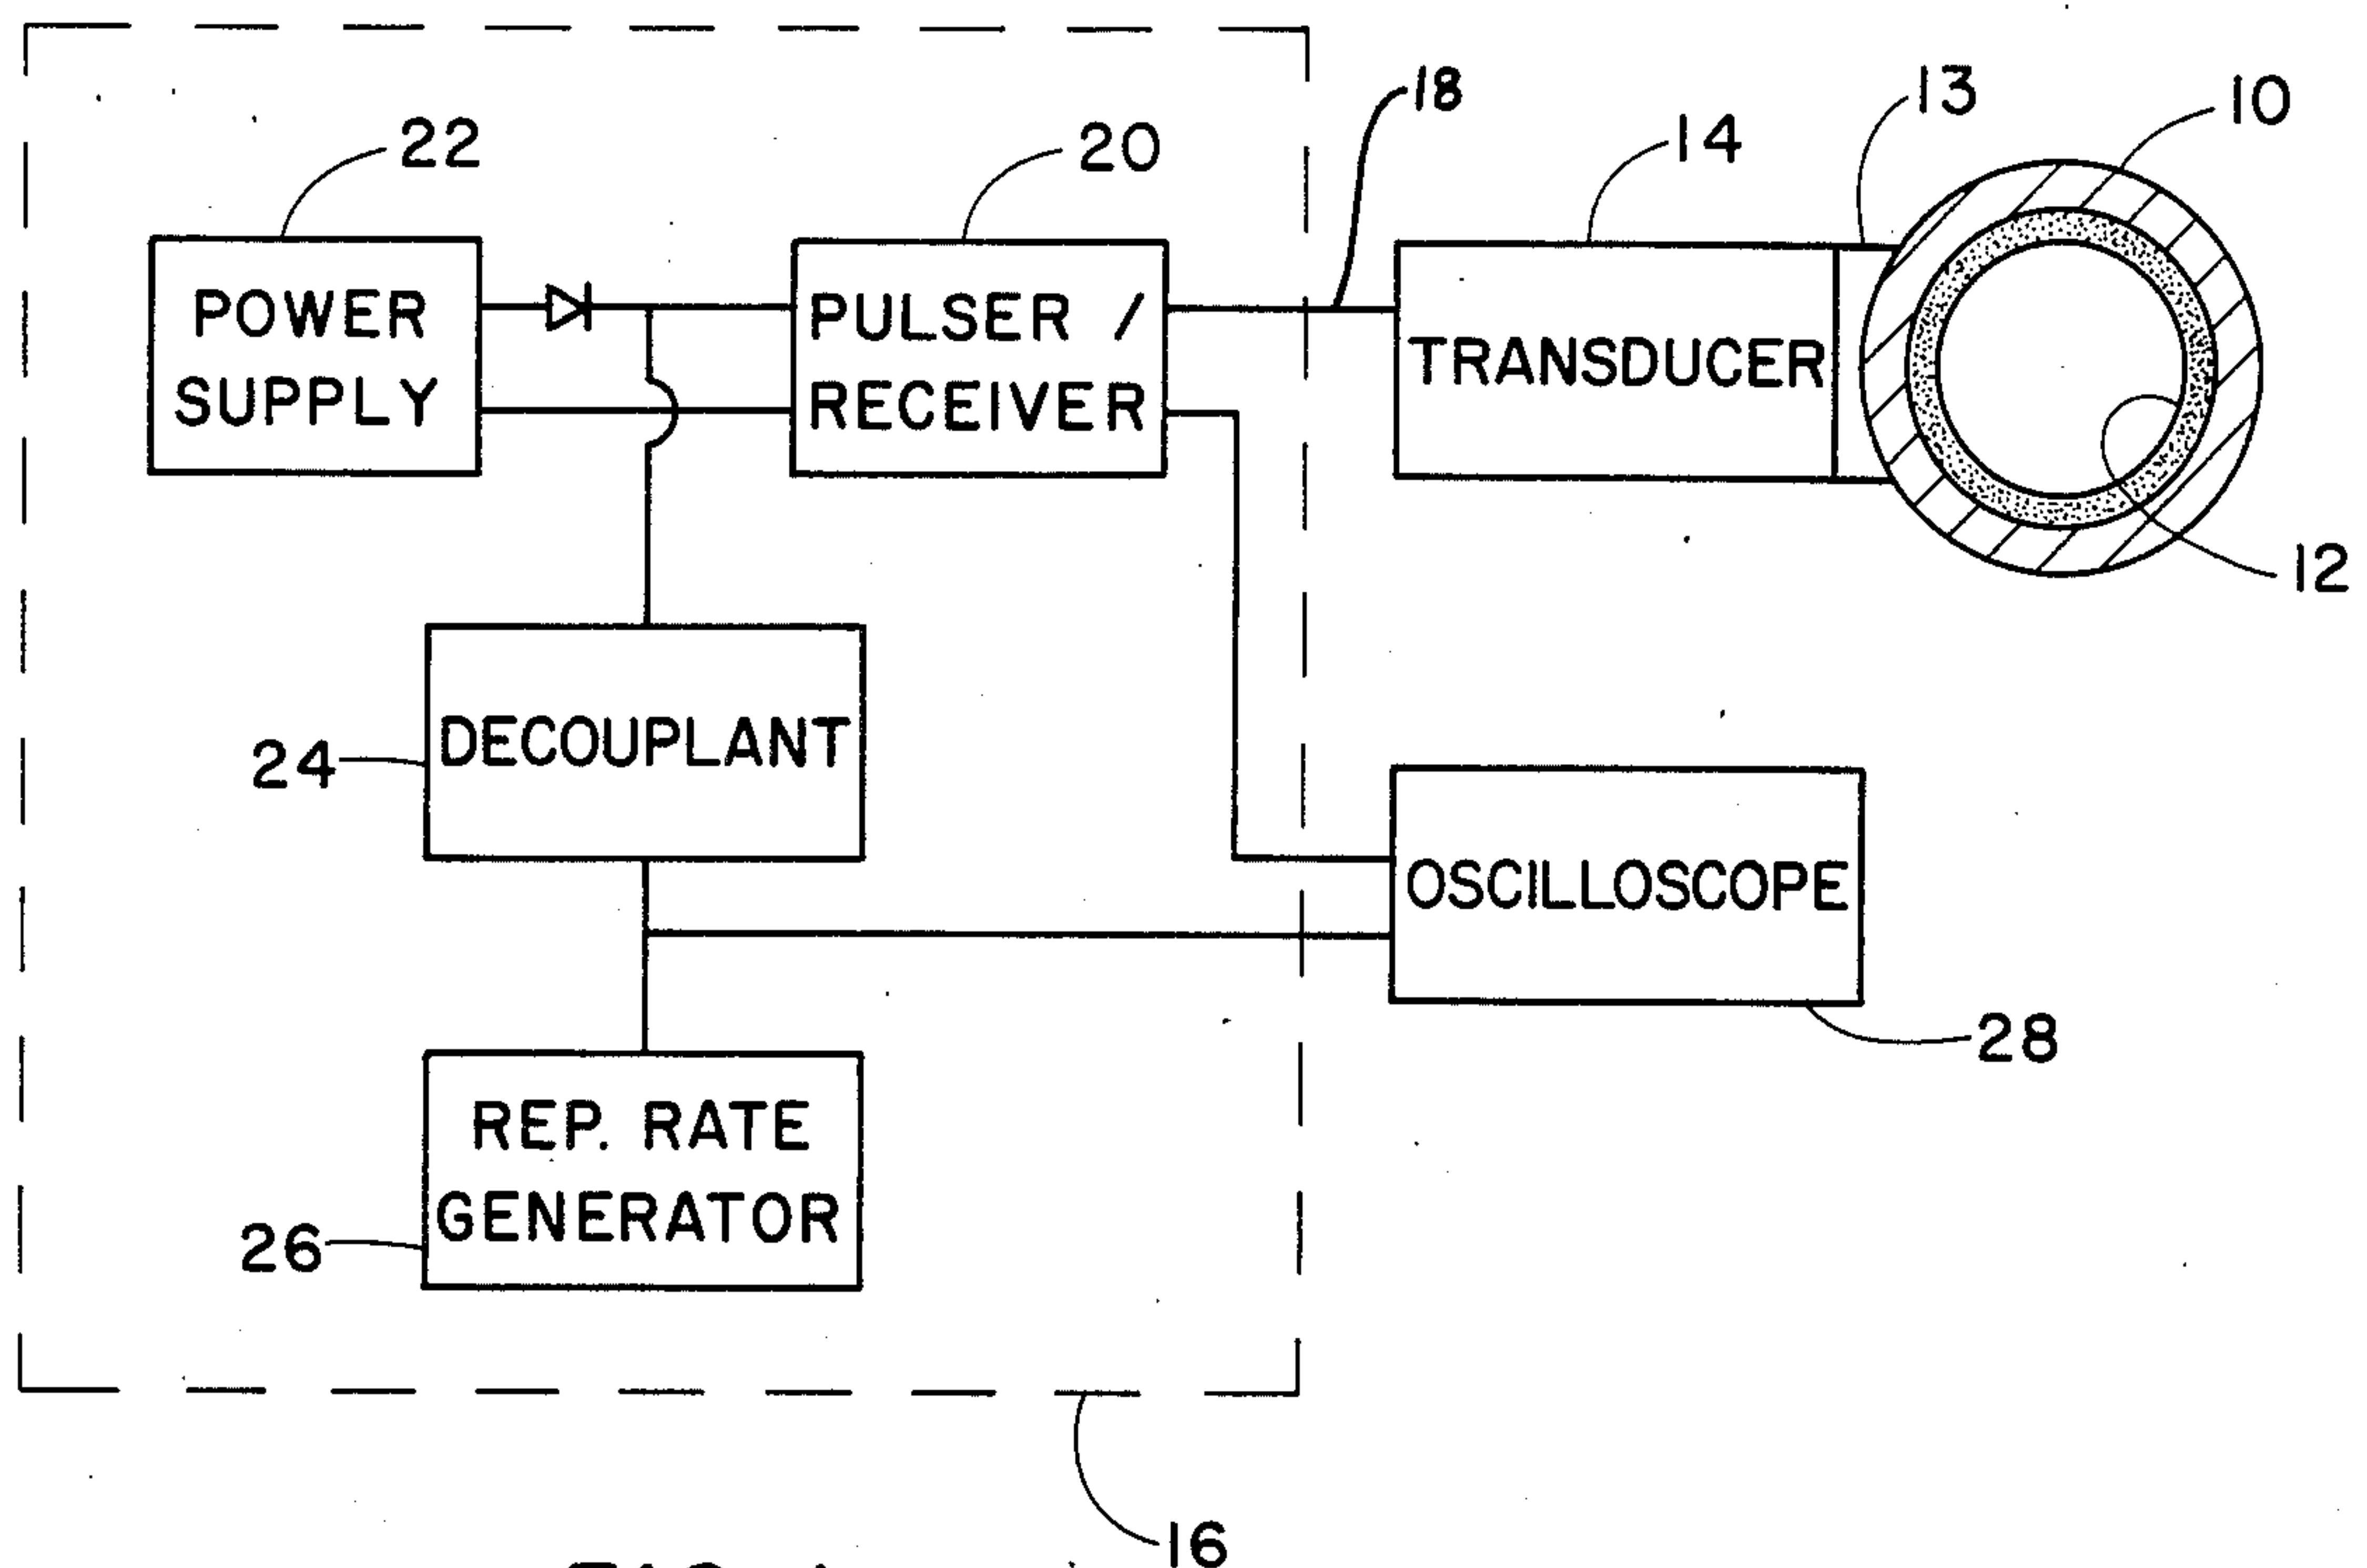 18
13
10
14
22
20
POWER
SUPPLY
PULSER /
RECEIVER
TRANSDUCER
12
DECOUPLANT
24
OSCILLOSCOPE
28
REP. RATE
GENERATOR
26
16